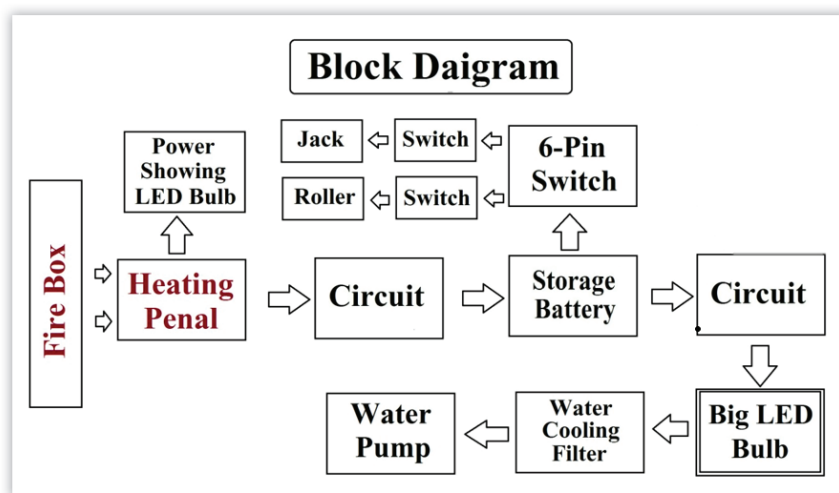 Block Daigram
Power
Showing
LED Bulb
Jack
Switch
6-Pin
Switch
Roller
Switch
Fire Box
Heating
Penal
Circuit
Storage
Battery
Circuit
Water
Pump
Water
Cooling
Filter
Big LED
Bulb